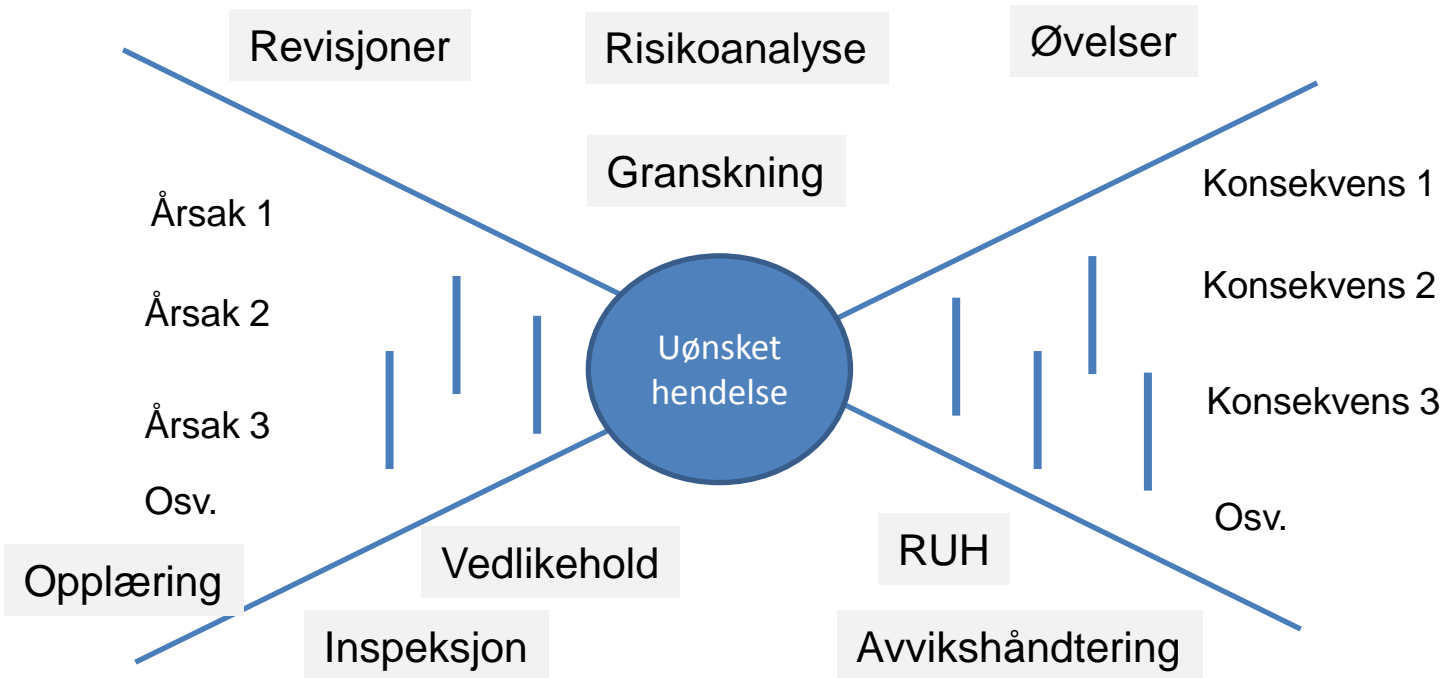 Revisjoner
Risikoanalyse
Øvelser
Granskning
Årsak 1
Årsak 2
Årsak 3
Osv.
Uønsket
hendelse
Konsekvens 1
Konsekvens 2
Konsekvens 3
Osv.
Opplæring
Vedlikehold
RUH
Inspeksjon
Avvikshåndtering